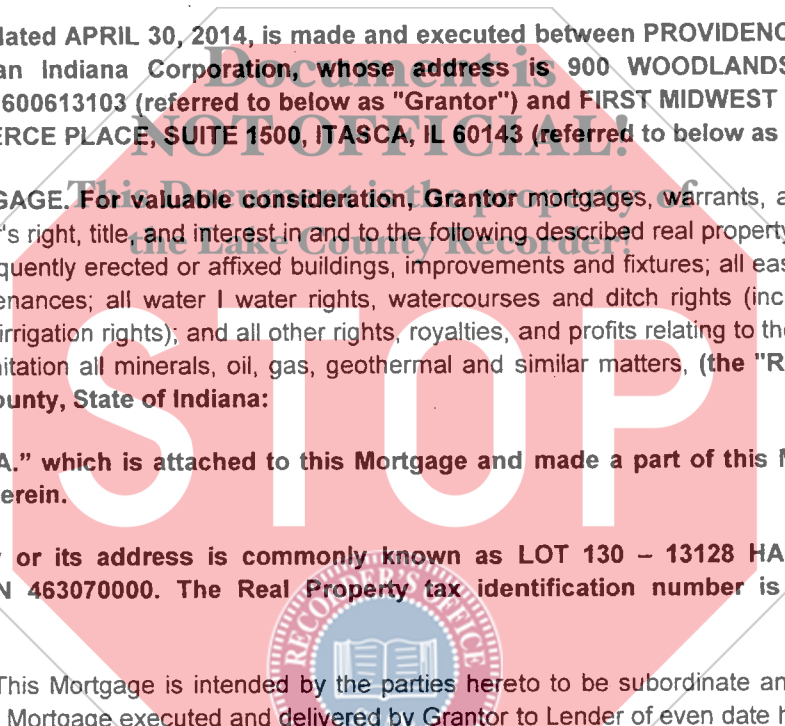 dated APRIL 30, 2014, is made and executed between PROVIDENC
an Indiana Corporation, whose address is 900 WOODLANDS
Document is
600613103 (referred to below as "Grantor") and FIRST MIDWEST
NOT OFFICIAL!
ERCE PLACE, SUITE 1500, ITASCA, IL 60143 (referred to below as
This Document is the property of
GAGE. For valuable consideration, Grantor mortgages, warrants, a
the Lake County Recorder!
's right, title, and interest in and to the following described real property
quently erected or affixed buildings, improvements and fixtures; all eas
enances; all water l water rights, watercourses and ditch rights (inc
irrigation rights); and all other rights, royalties, and profits relating to the
itation all minerals, oil, gas, geothermal and similar matters, (the "R
ounty, State of Indiana:
STOP
A.” which is attached to this Mortgage and made a part of this M
erein.
or its address is commonly known as LOT 130 – 13128 HA
N 463070000. The Real Property tax identification number is
RECORDER'S OFFICE
This Mortgage is intended by the parties hereto to be subordinate an
Mortgage executed and delivered by Grantor to Lender of even date h